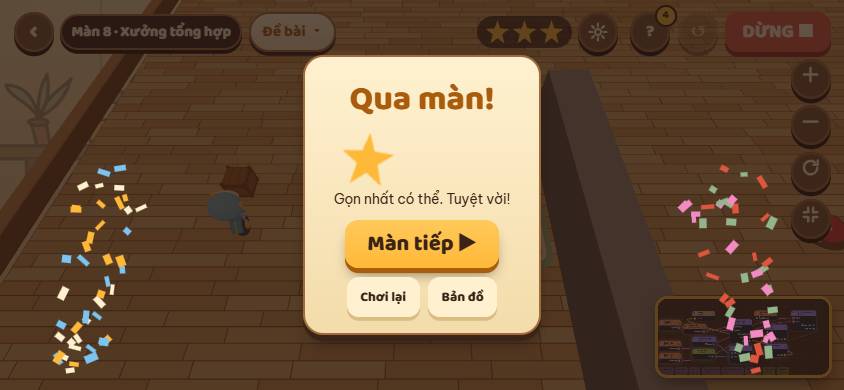 Màn 8 · Xưởng tổng hợp
Đề bài
?
4
DỪNG
Qua màn!
Gọn nhất có thể. Tuyệt vời!
Màn tiếp
Chơi lại
Bản đồ